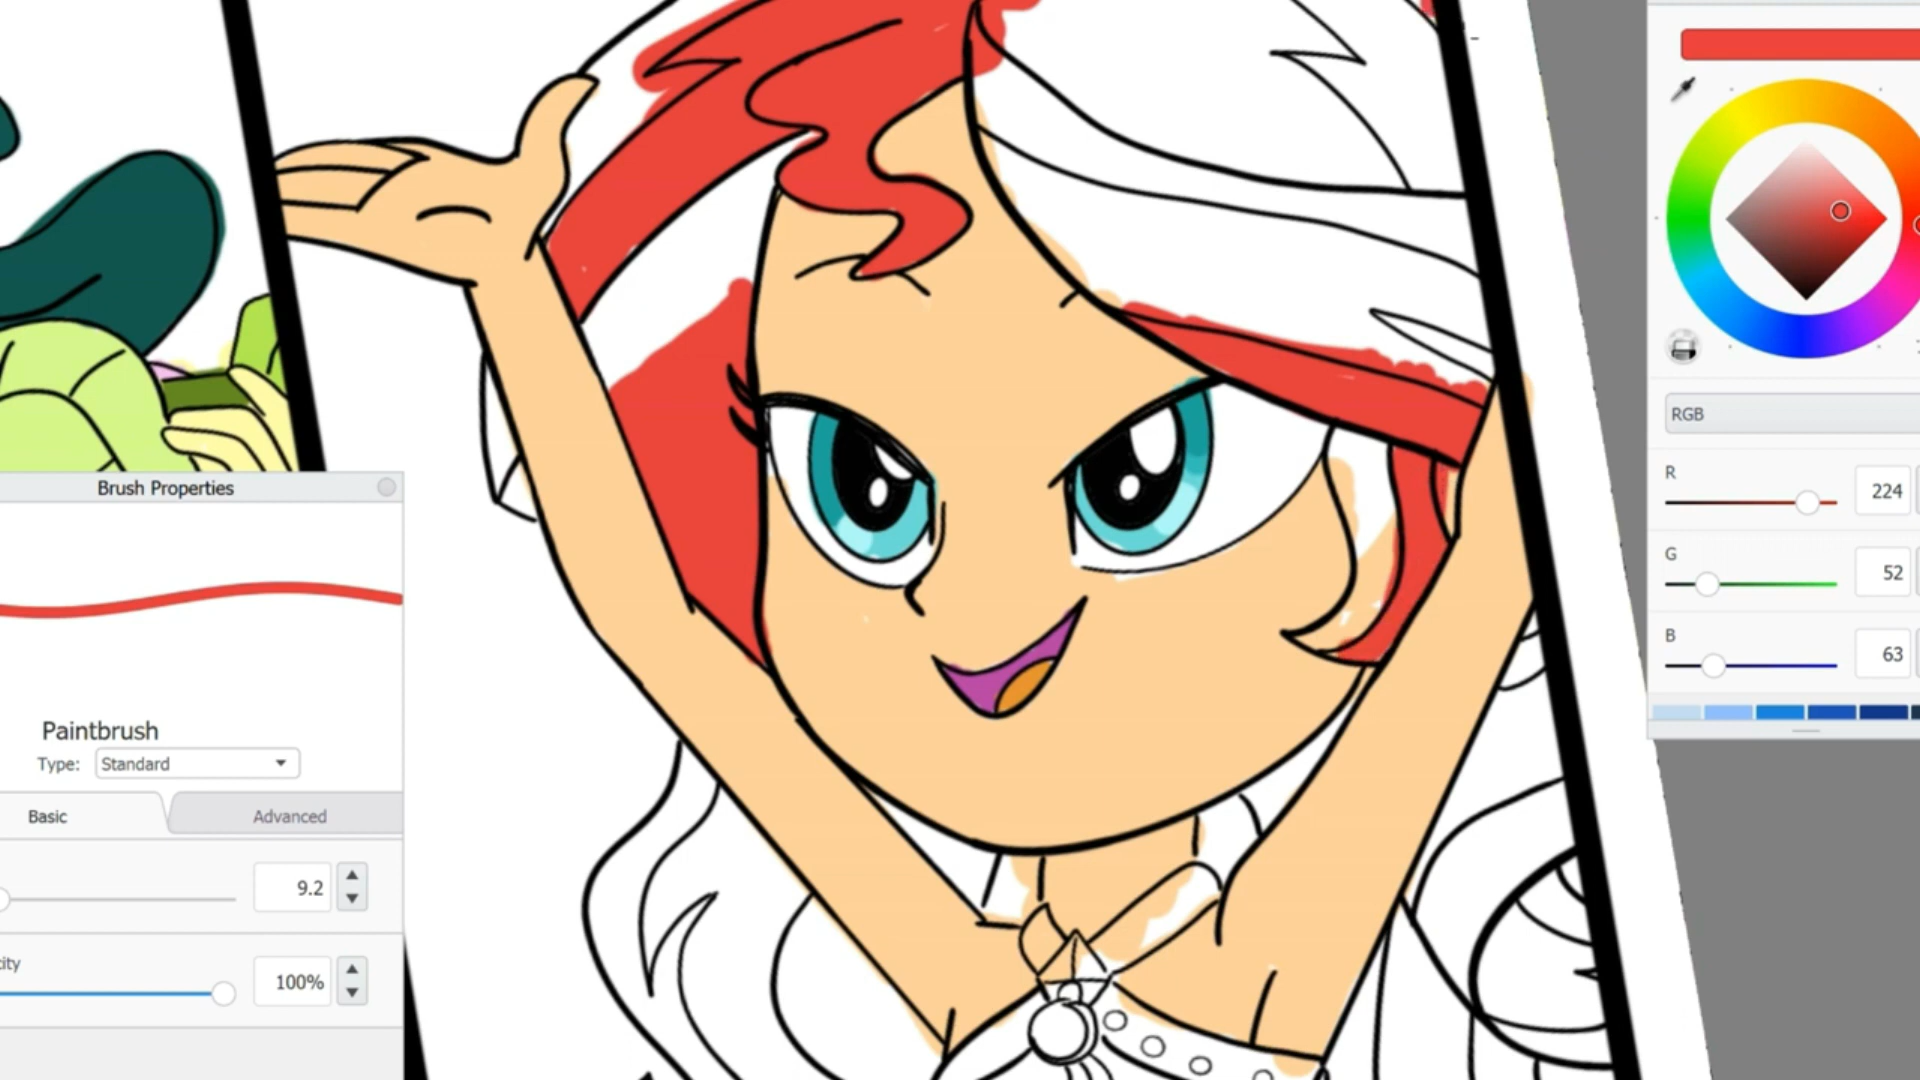 Brush Properties
Paintbrush
Type: Standard
Basic
Advanced
9.2
city
100%
RGB
R
224
G
52
B
63